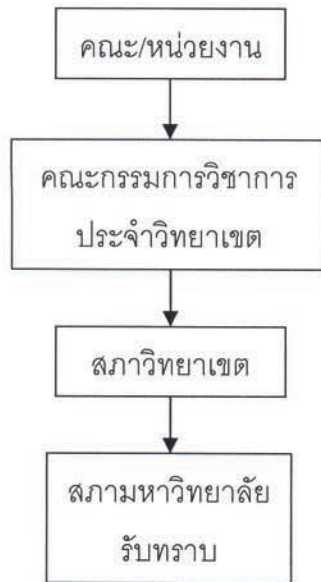 คณะ/หน่วยงาน
คณะกรรมการวิชาการ
ประจำวิทยาเขต
สภาวิทยาเขต
สภามหาวิทยาลัย
รับทราบ